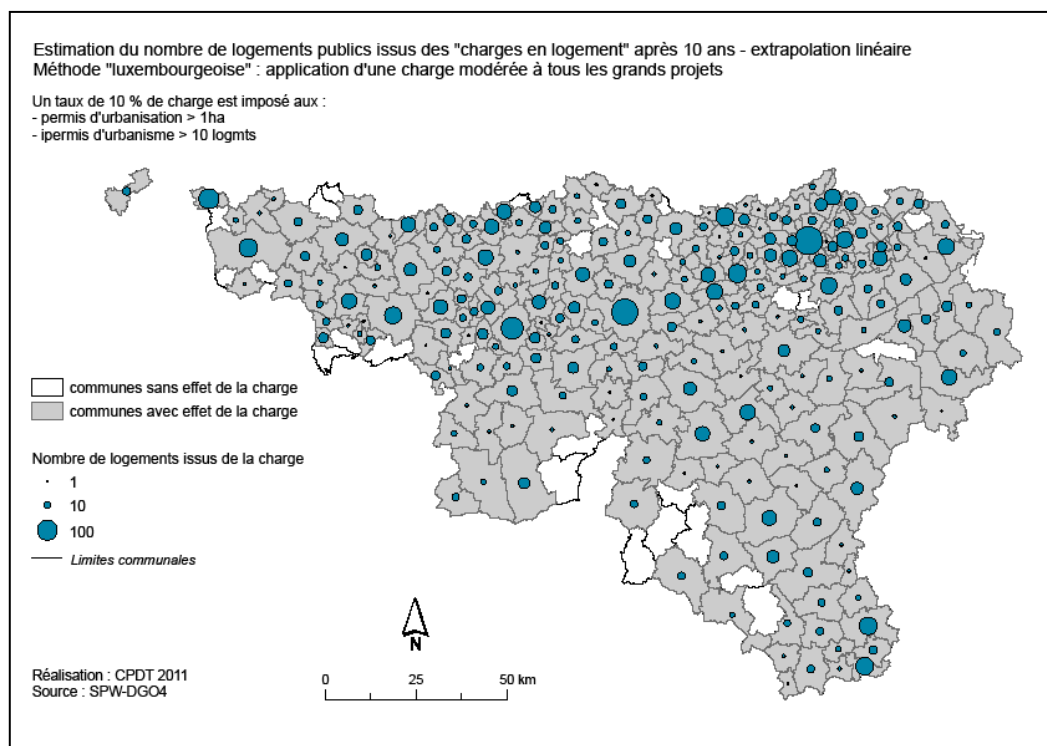 Estimation du nombre de logements publics issus des "charges en logement" après 10 ans - extrapolation linéaire
Méthode "luxembourgeoise" : application d'une charge modérée à tous les grands projets
Un taux de 10 % de charge est imposé aux :
- permis d'urbanisation > 1ha
- ipermis d'urbanisme > 10 logmts
communes sans effet de la charge
communes avec effet de la charge
Nombre de logements issus de la charge
1
10
100
Limites communales
N
Réalisation : CPDT 2011
Source : SPW-DGO4
0 25 50 km